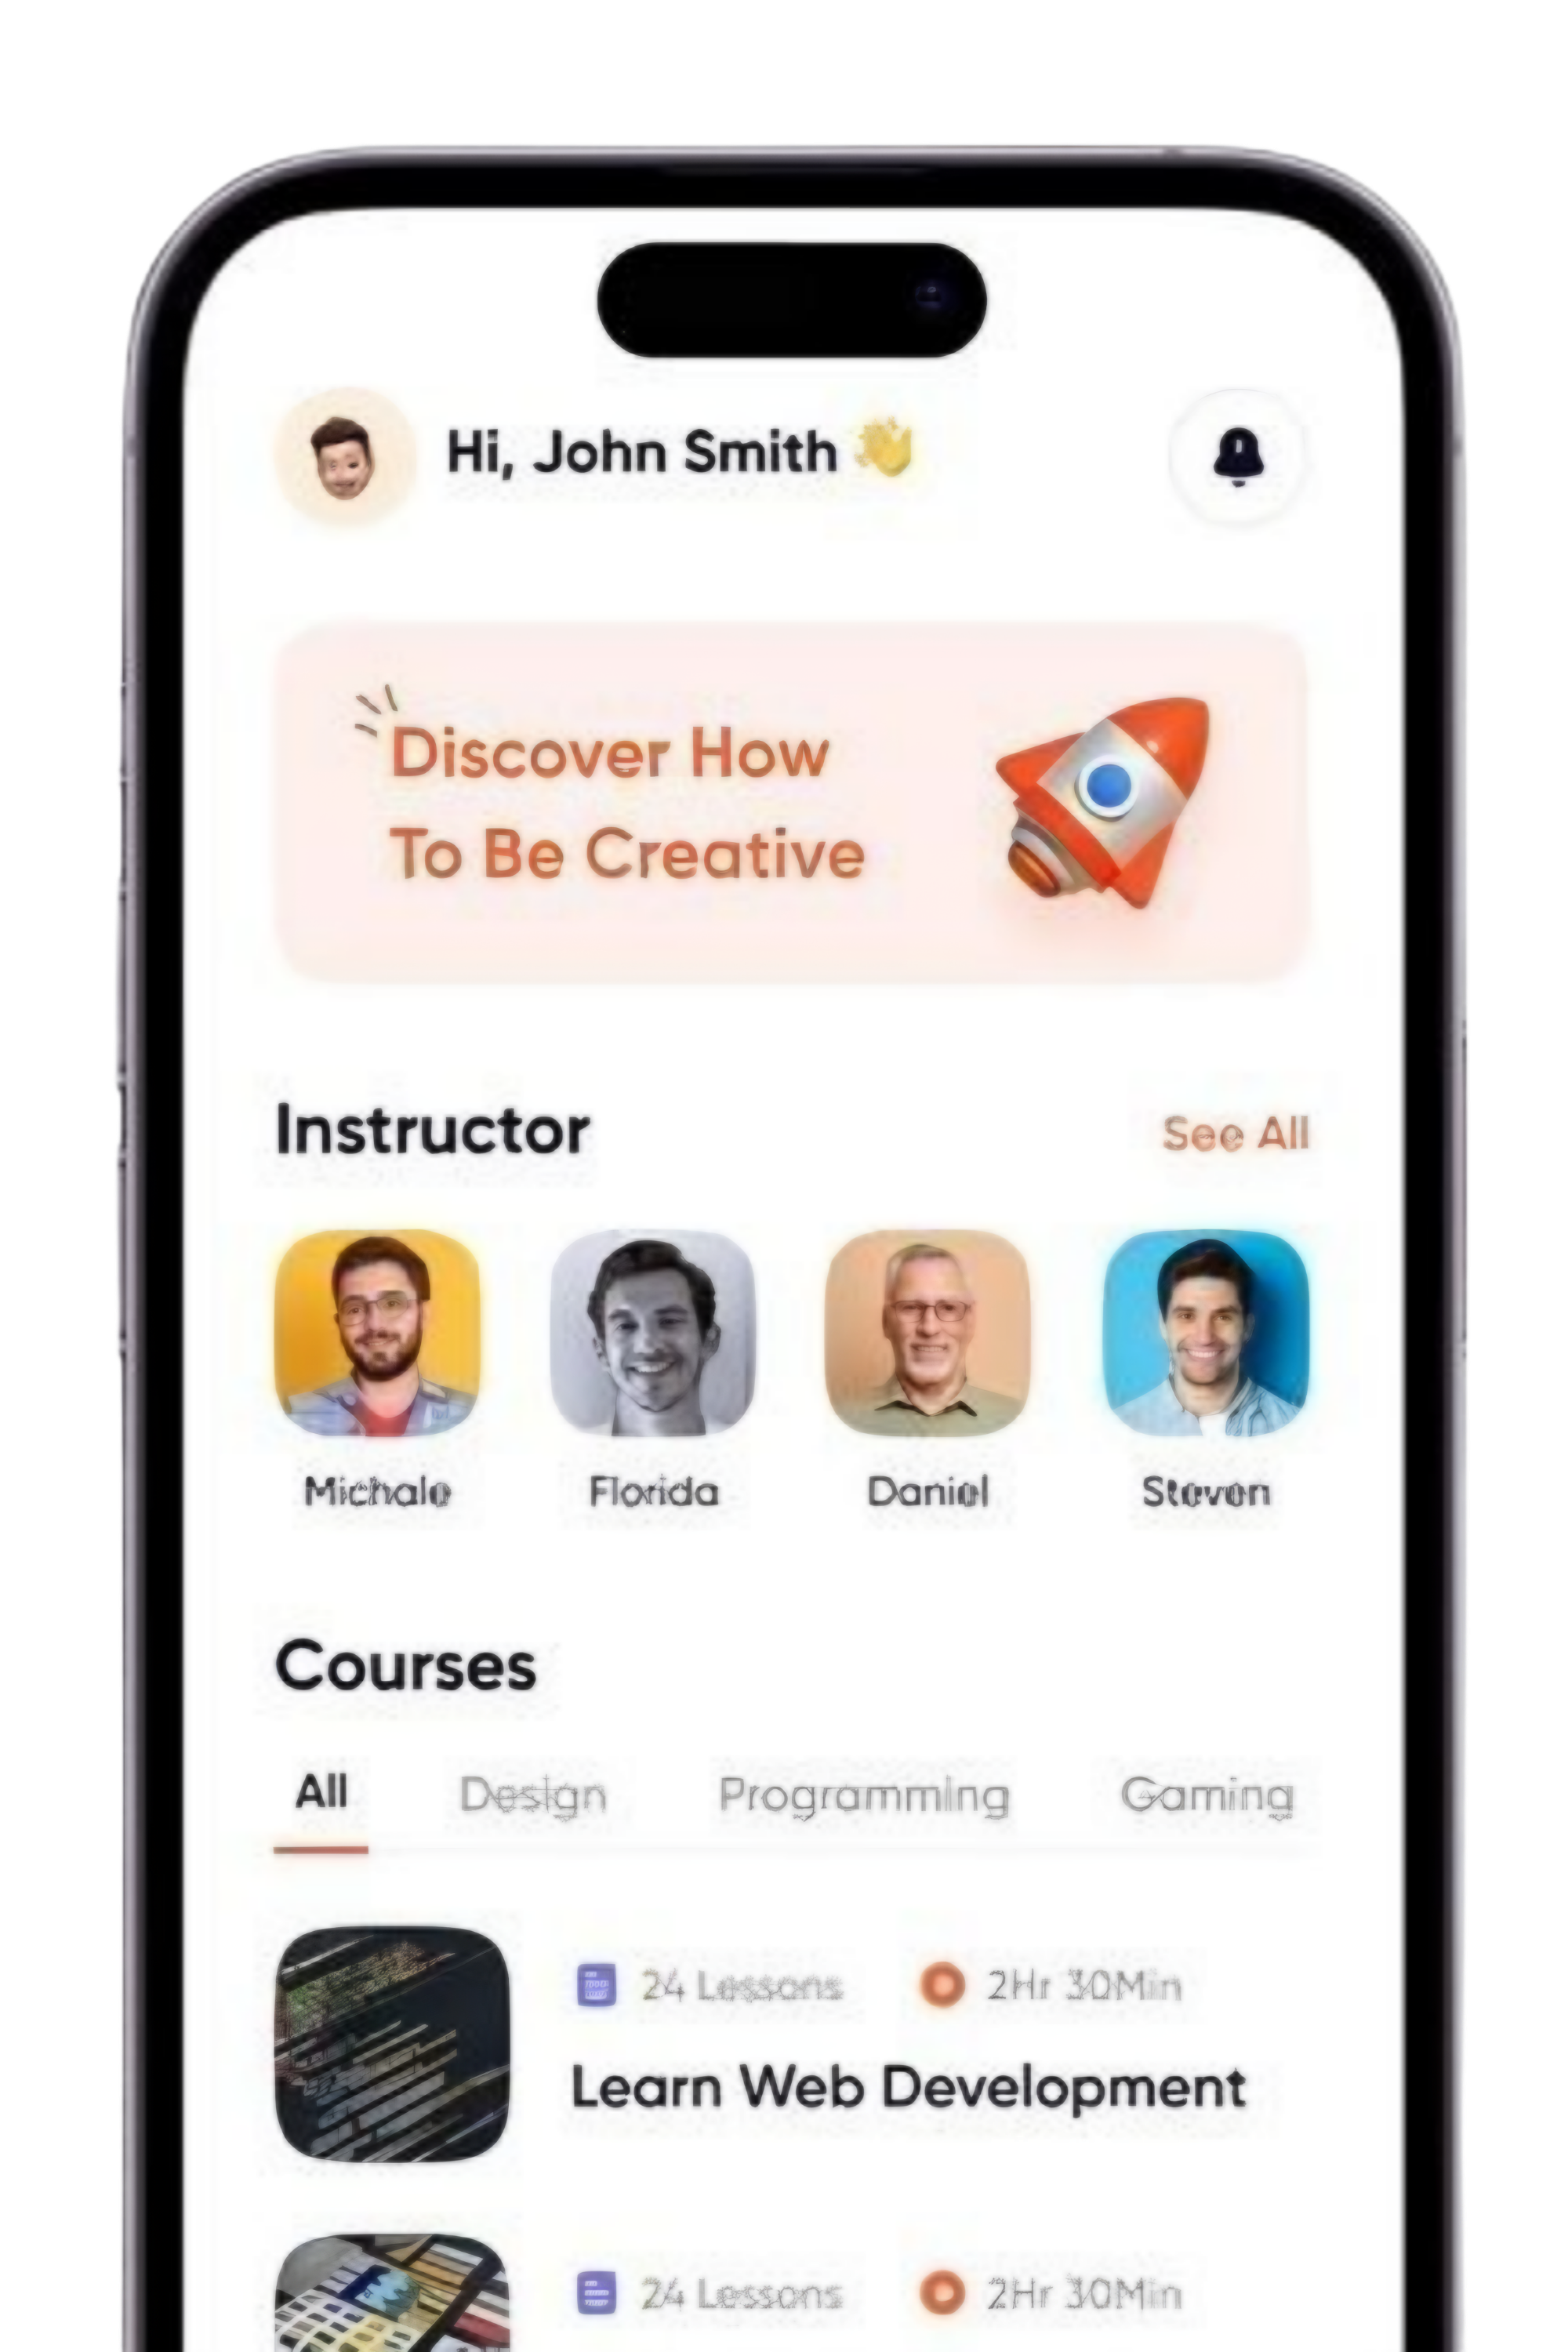 Hi, John Smith 👋
Discover How
To Be Creative
Instructor
See All
Michale Florida Daniel Steven
Courses
All Design Programming Gaming
24 Lessons 2Hr 30Min
Learn Web Development
24 Lessons 2Hr 30Min